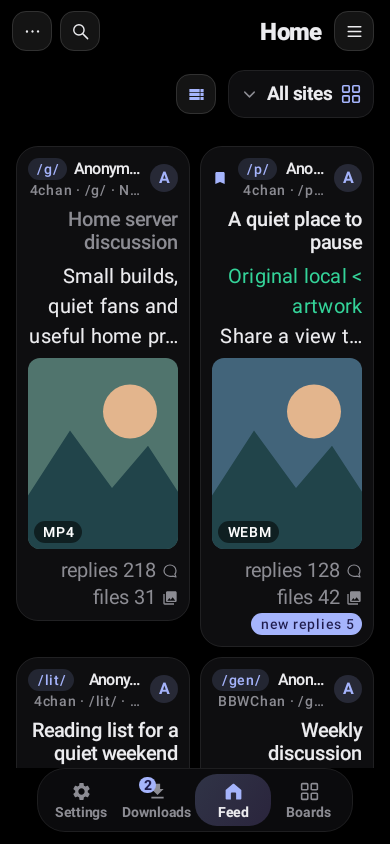 Home
All sites
/g/ Anonym… A
4chan · /g/ · N…
Home server
discussion
Small builds,
quiet fans and
useful home pr…
MP4
replies 218
files 31
/p/ Ano… A
4chan · /p…
A quiet place to
pause
Original local <
artwork
Share a view t…
WEBM
replies 128
files 42
new replies 5
/lit/ Anony… A
4chan · /lit/ · …
Reading list for a
quiet weekend
/gen/ Anon… A
BBWChan · /g…
Weekly
discussion
Settings
2
Downloads
Feed
Boards